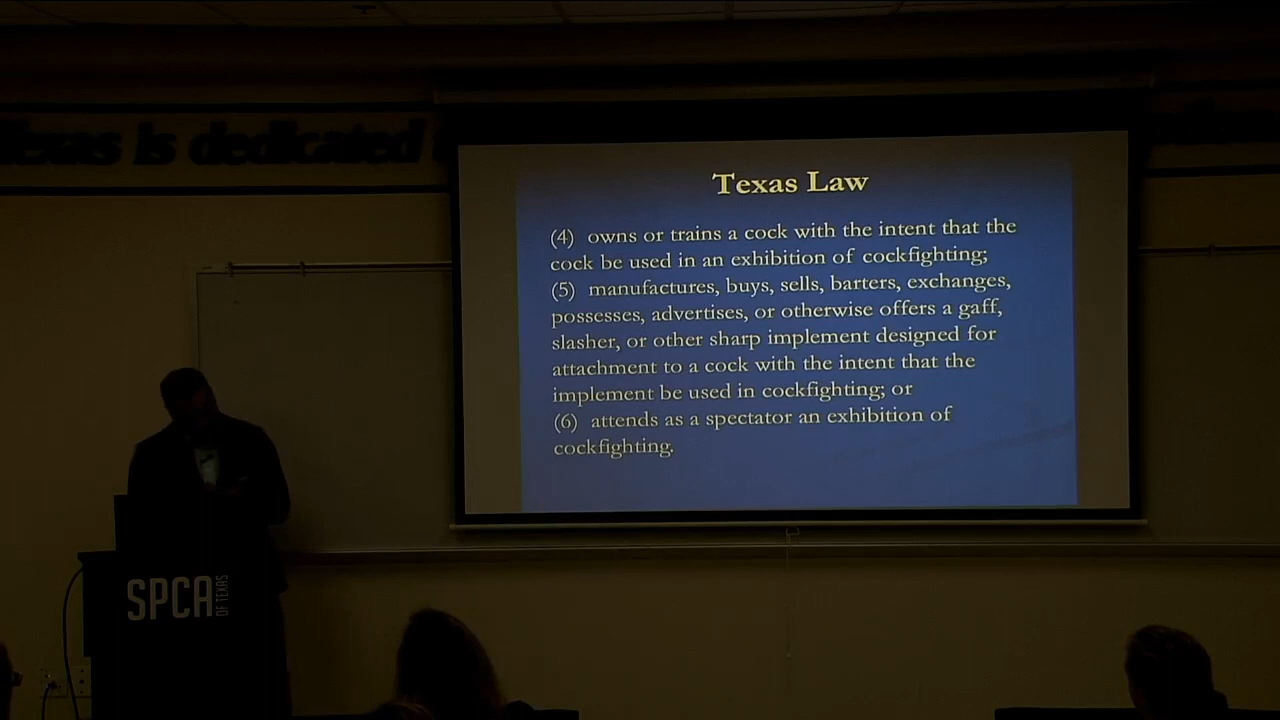 Texas is dedicated
Texas Law
(4) owns or trains a cock with the intent that the
cock be used in an exhibition of cockfighting;
(5) manufactures, buys, sells, barters, exchanges,
possesses, advertises, or otherwise offers a gaff,
slasher, or other sharp implement designed for
attachment to a cock with the intent that the
implement be used in cockfighting; or
(6) attends as a spectator an exhibition of
cockfighting.
SPCA
OF TEXAS